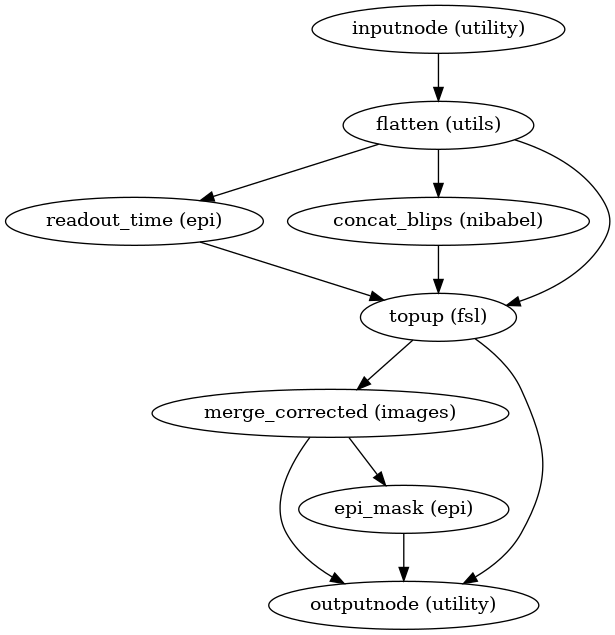 inputnode (utility)
flatten (utils)
readout_time (epi)
concat_blips (nibabel)
topup (fsl)
merge_corrected (images)
epi_mask (epi)
outputnode (utility)